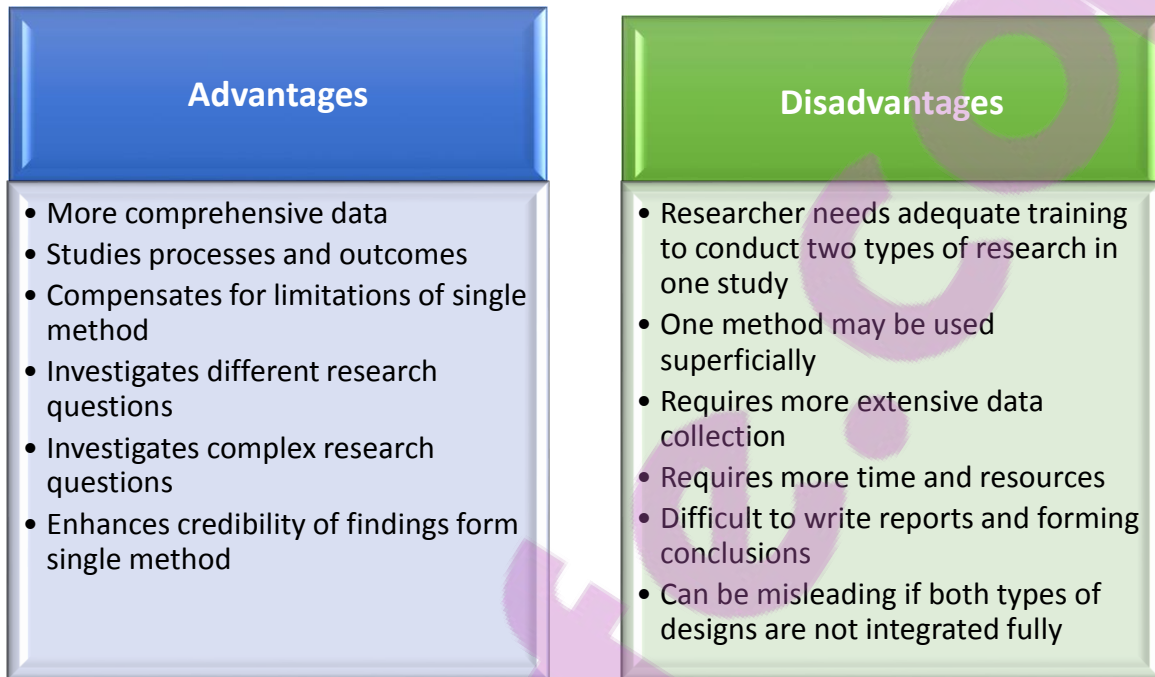 Advantages
• More comprehensive data
• Studies processes and outcomes
• Compensates for limitations of single
method
• Investigates different research
questions
• Investigates complex research
questions
• Enhances credibility of findings form
single method
Disadvantages
• Researcher needs adequate training
to conduct two types of research in
one study
• One method may be used
superficially
• Requires more extensive data
collection
• Requires more time and resources
• Difficult to write reports and forming
conclusions
• Can be misleading if both types of
designs are not integrated fully